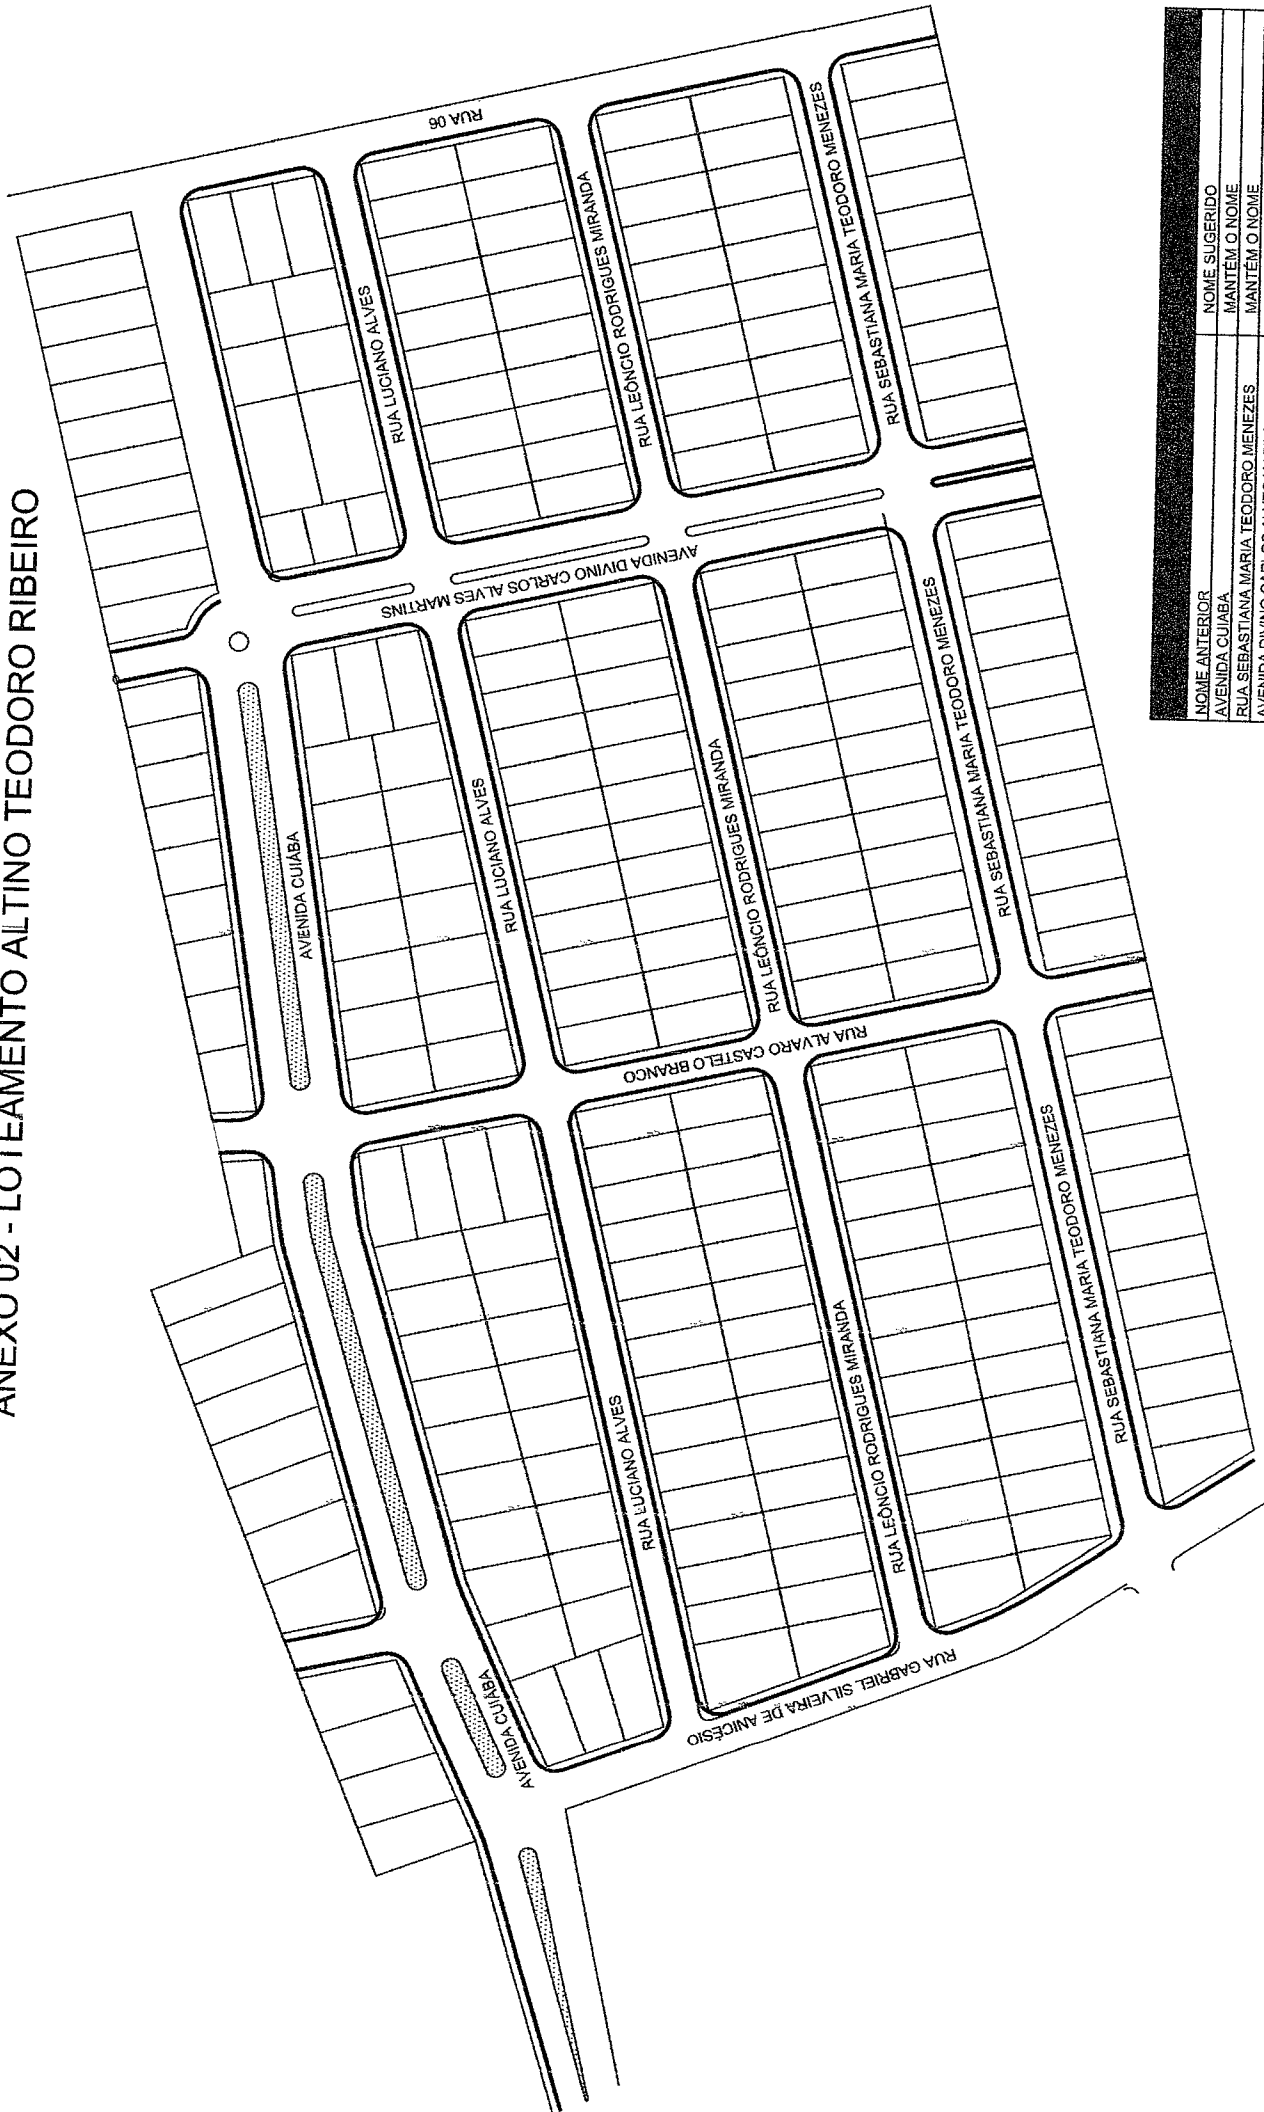 ANEXO 02 - LOTEAMENTO ALTINO TEODORO RIBEIRO
RUA 06
RUA LUCIANO ALVES
RUA LEÔNCIO RODRIGUES MIRANDA
RUA SEBASTIANA MARIA TEODORO MENEZES
AVENIDA DIVINO CARLOS ALVES MARTINS
AVENIDA CUIABA
RUA LUCIANO ALVES
RUA LEÔNCIO RODRIGUES MIRANDA
RUA SEBASTIANA MARIA TEODORO MENEZES
RUA ALVARO CASTELO BRANCO
RUA LUCIANO ALVES
RUA LEÔNCIO RODRIGUES MIRANDA
RUA SEBASTIANA MARIA TEODORO MENEZES
AVENIDA CUIABA
RUA GABRIEL SILVEIRA DE ANICÉSIO
NOME ANTERIOR NOME SUGERIDO
AVENIDA CUIABA MANTÉM O NOME
RUA SEBASTIANA MARIA TEODORO MENEZES MANTÉM O NOME